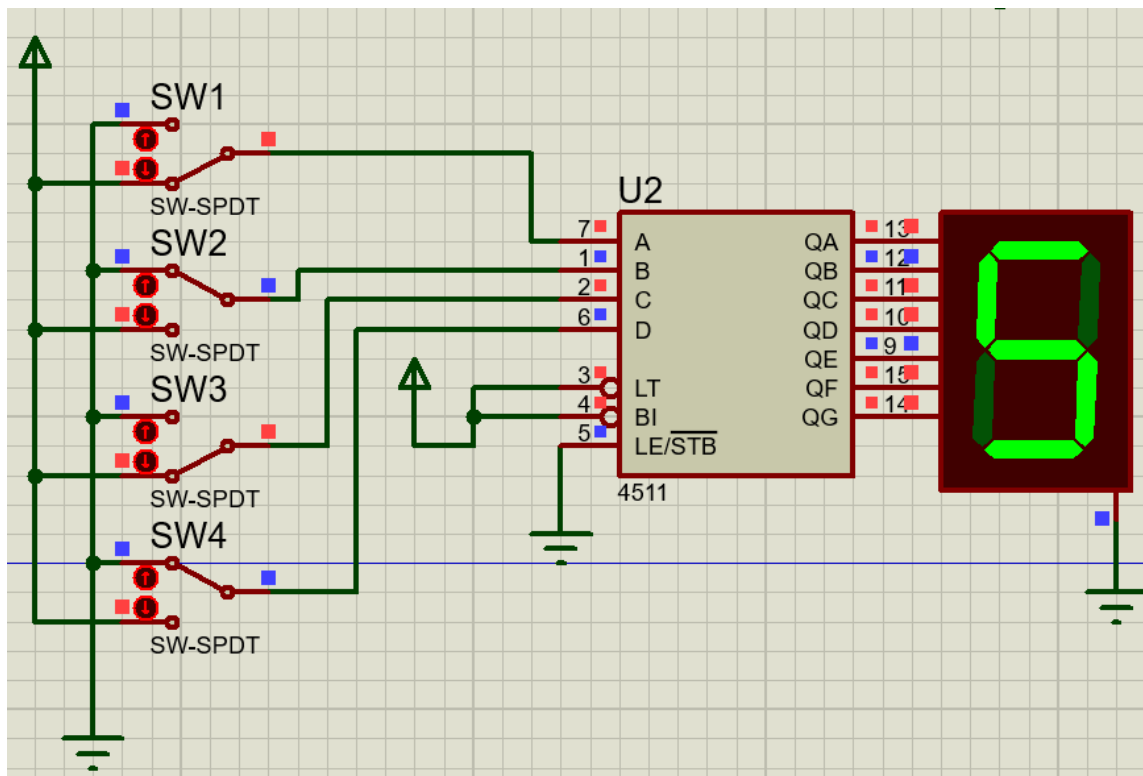 SW1
SW-SPDT
SW2
SW-SPDT
SW3
SW-SPDT
SW4
SW-SPDT
U2
7 A QA 13
1 B QB 12
2 C QC 11
6 D QD 10
QE 9
3 LT QF 15
4 BI QG 14
5 LE/STB
4511
5